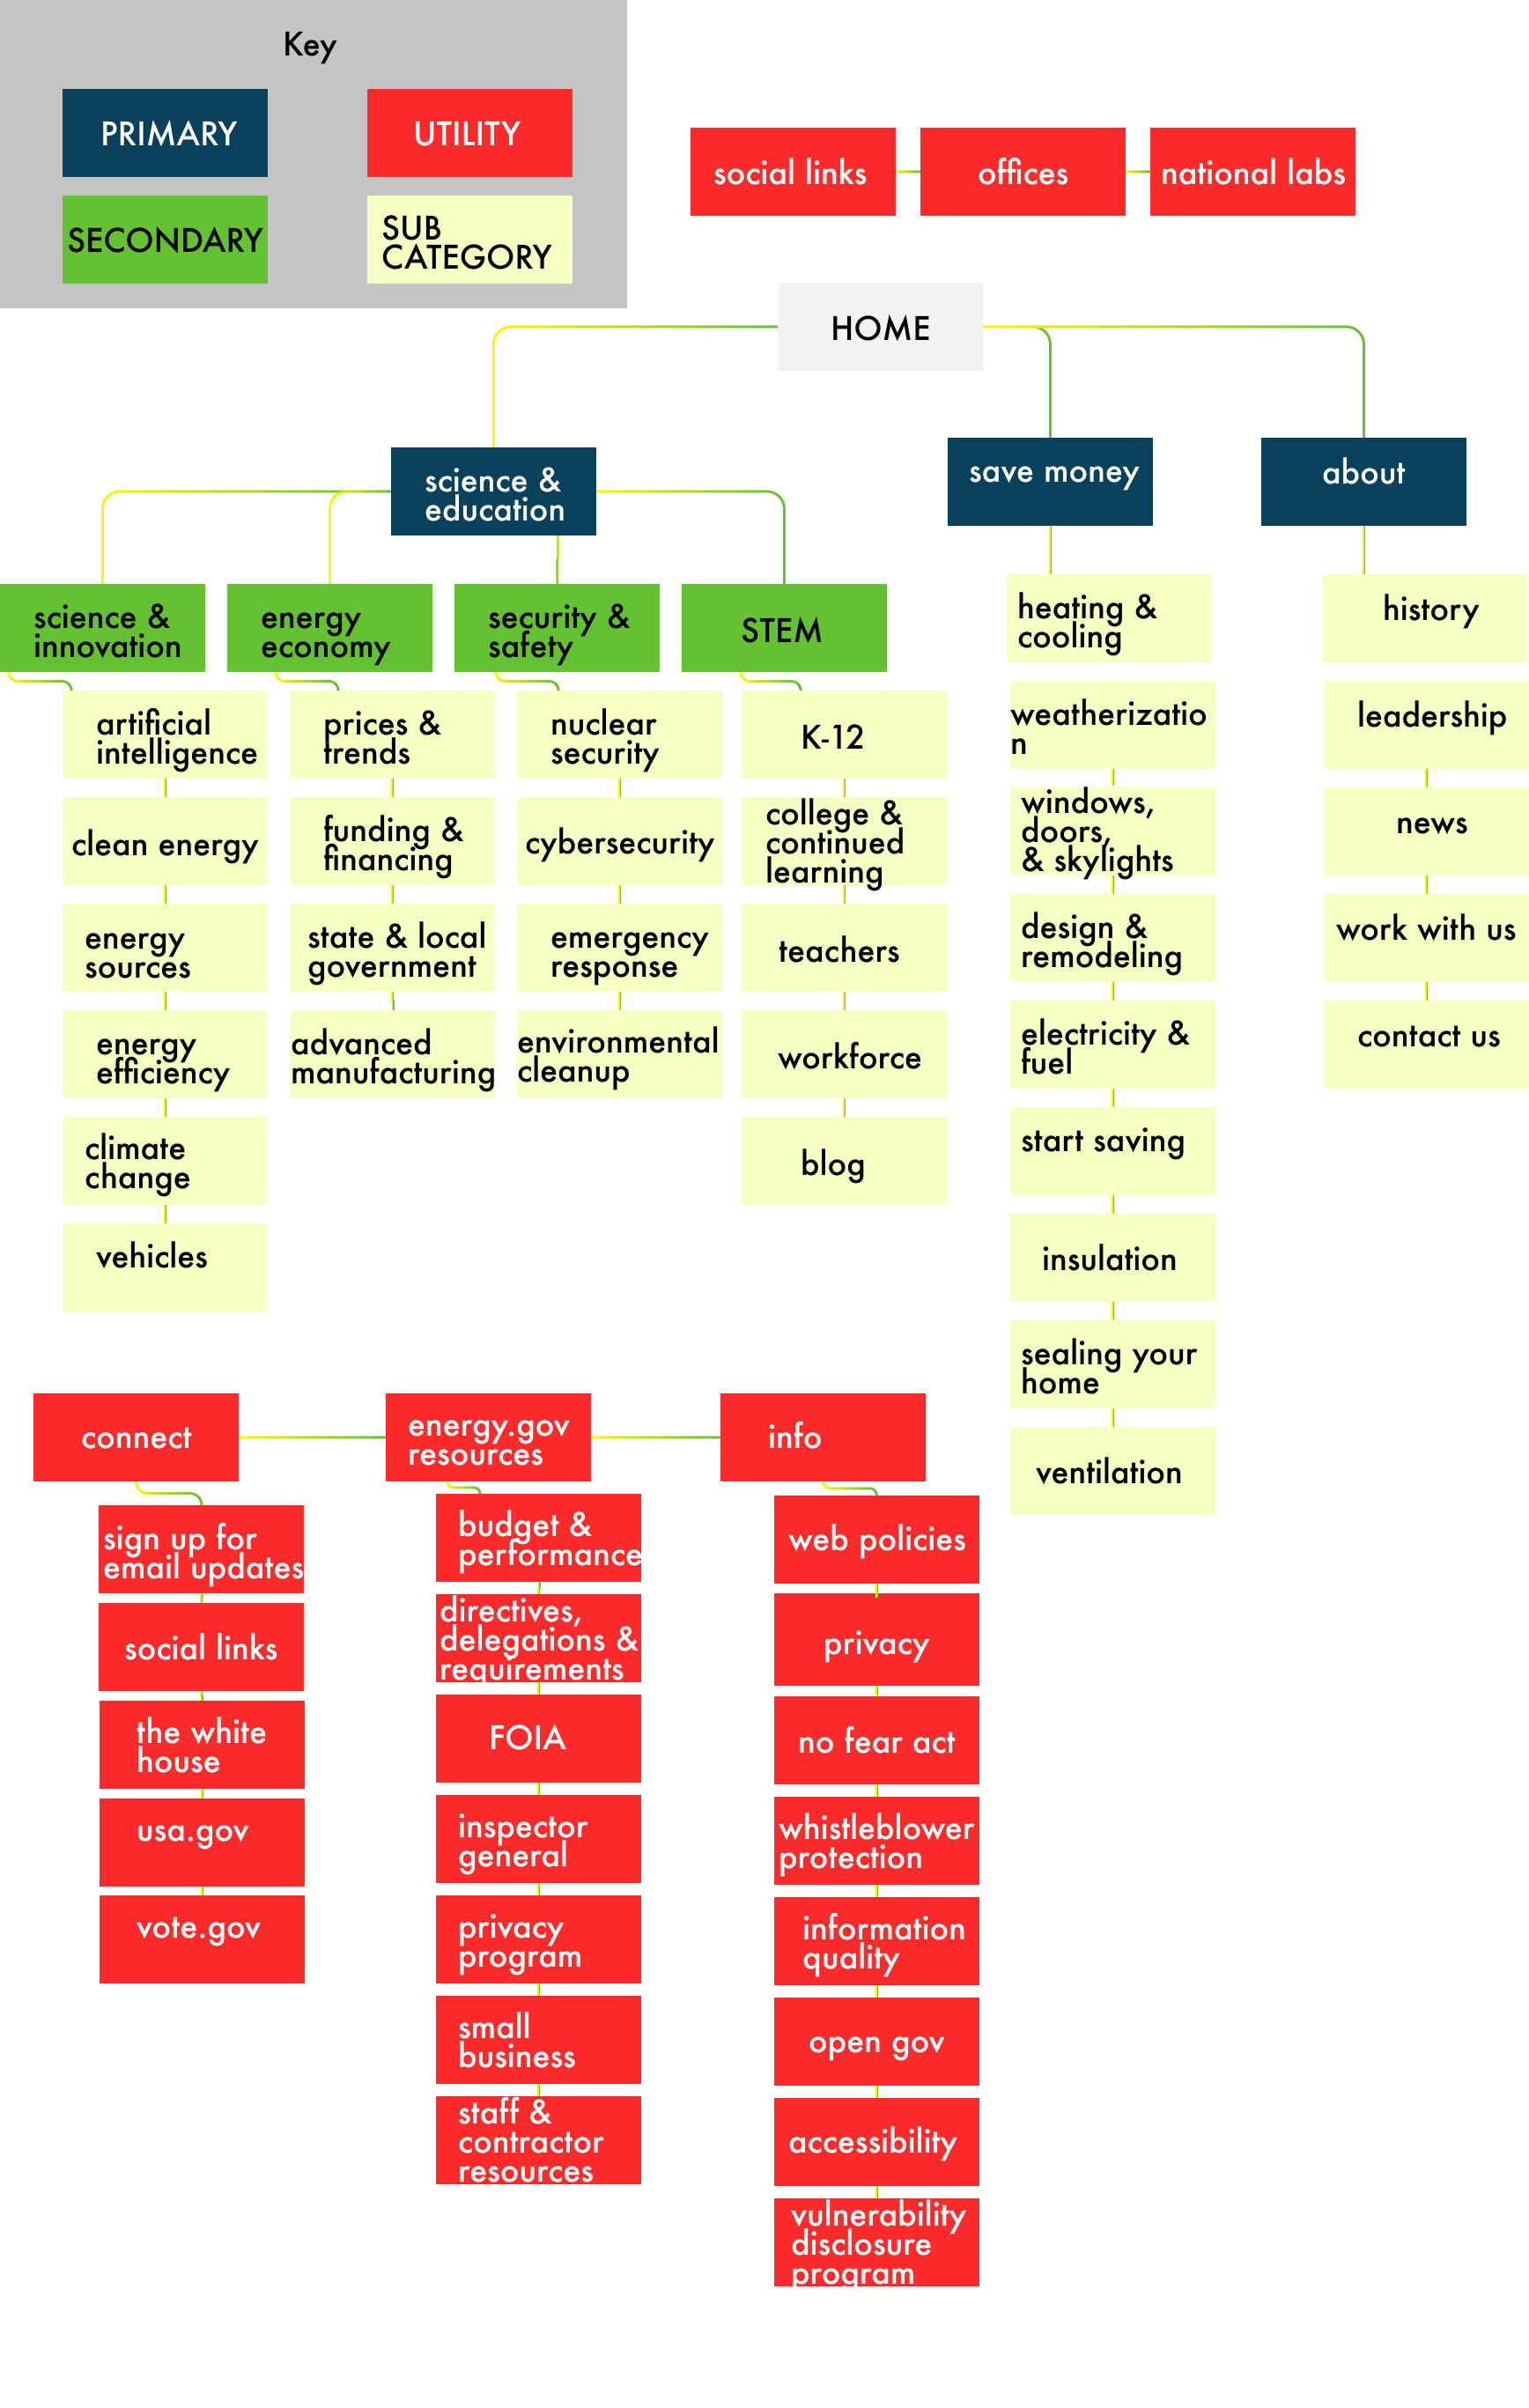 Key
PRIMARY
UTILITY
SECONDARY
SUB
CATEGORY
social links
offices
national labs
HOME
science &
education
save money
about
science &
innovation
energy
economy
security &
safety
STEM
artificial
intelligence
clean energy
energy
sources
energy
efficiency
climate
change
vehicles
prices &
trends
funding &
financing
state & local
government
advanced
manufacturing
nuclear
security
cybersecurity
emergency
response
environmental
cleanup
K-12
college &
continued
learning
teachers
workforce
blog
heating &
cooling
weatherizatio
n
windows,
doors,
& skylights
design &
remodeling
electricity &
fuel
start saving
insulation
sealing your
home
ventilation
history
leadership
news
work with us
contact us
connect
energy.gov
resources
info
sign up for
email updates
social links
the white
house
usa.gov
vote.gov
budget &
performance
directives,
delegations &
requirements
FOIA
inspector
general
privacy
program
small
business
staff &
contractor
resources
web policies
privacy
no fear act
whistleblower
protection
information
quality
open gov
accessibility
vulnerability
disclosure
program